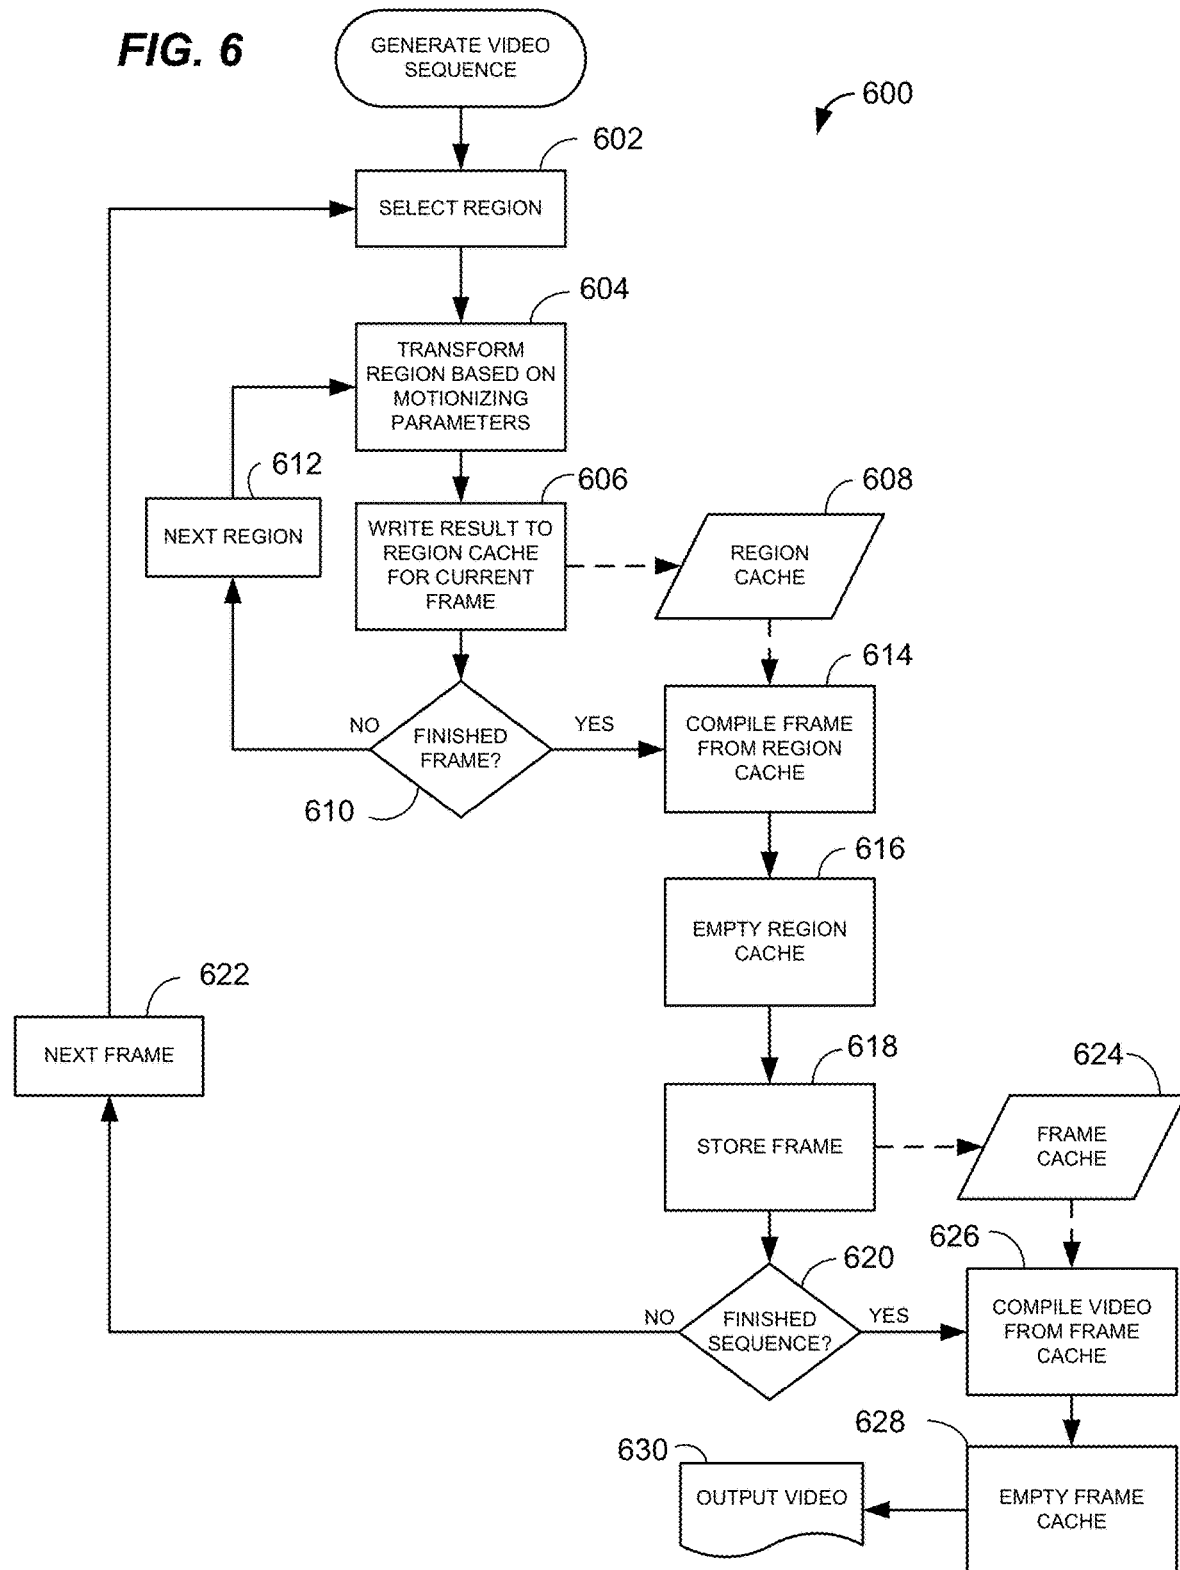 FIG. 6
GENERATE VIDEO
SEQUENCE
600
602
SELECT REGION
604
TRANSFORM
REGION BASED ON
MOTIONIZING
PARAMETERS
612
NEXT REGION
606
WRITE RESULT TO
REGION CACHE
FOR CURRENT
FRAME
608
REGION
CACHE
NO
FINISHED
FRAME?
YES
610
614
COMPILE FRAME
FROM REGION
CACHE
616
EMPTY REGION
CACHE
622
NEXT FRAME
618
STORE FRAME
624
FRAME
CACHE
NO
FINISHED
SEQUENCE?
YES
620
626
COMPILE VIDEO
FROM FRAME
CACHE
628
EMPTY FRAME
CACHE
630
OUTPUT VIDEO